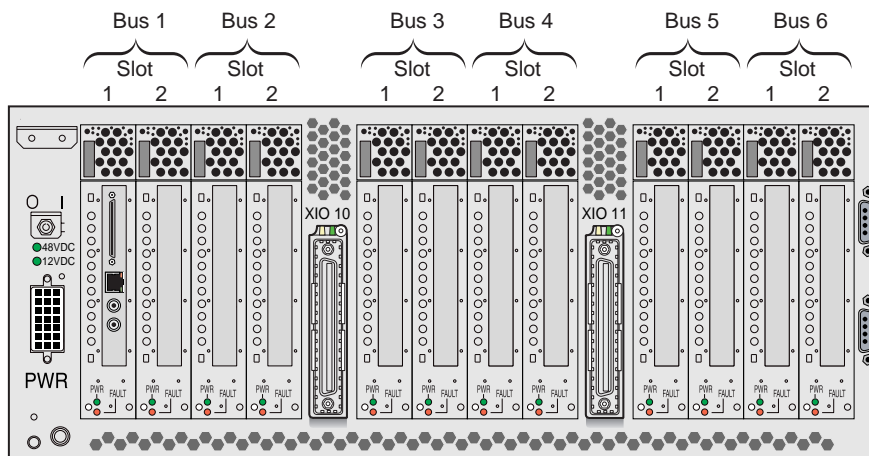 Bus 1 Bus 2 Bus 3 Bus 4 Bus 5 Bus 6
Slot Slot Slot Slot Slot Slot
1 2 1 2 1 2 1 2 1 2 1 2
O I
XIO 10 XIO 11
48VDC
12VDC
PWR
PWR FAULT PWR FAULT PWR FAULT PWR FAULT PWR FAULT PWR FAULT PWR FAULT PWR FAULT PWR FAULT PWR FAULT PWR FAULT PWR FAULT